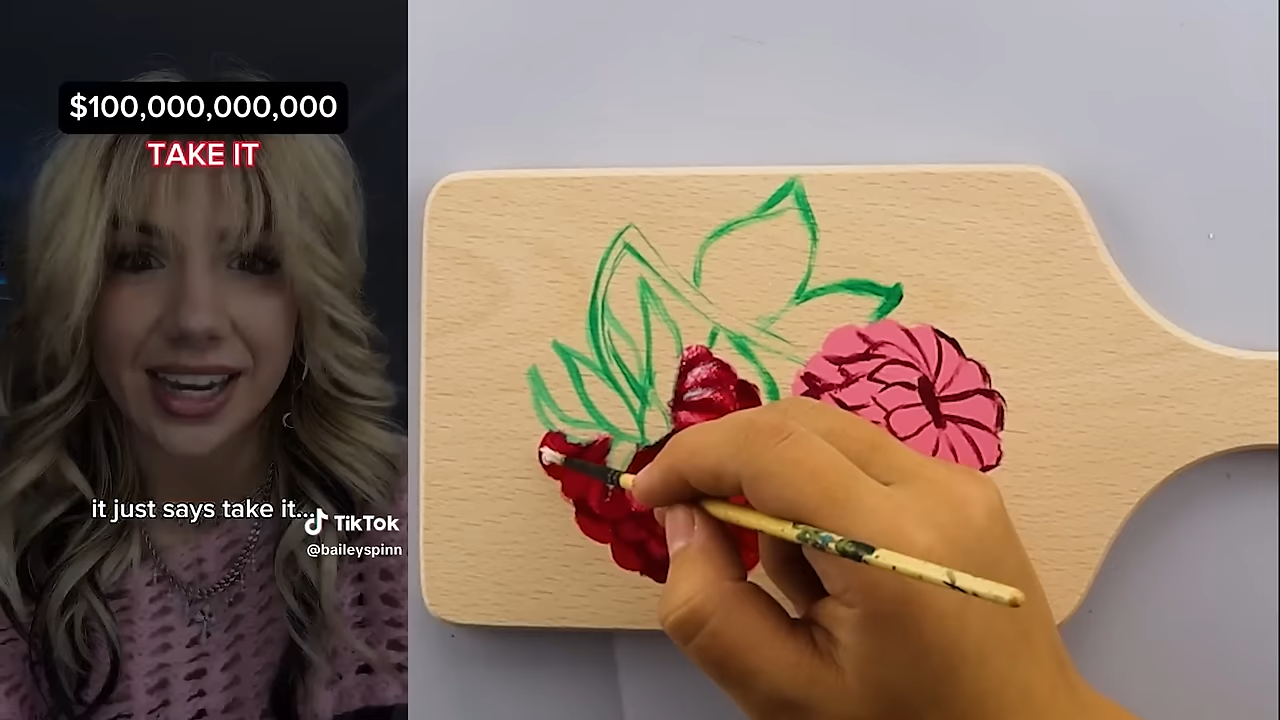 $100,000,000,000
TAKE IT
it just says take it...
TikTok
@baileyspinn